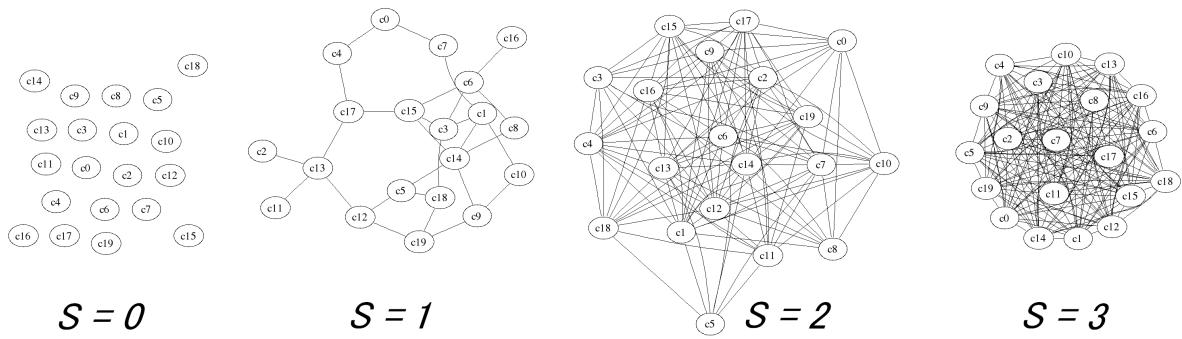 c18
c14
c9 c8 c5
c13 c3 c1 c10
c11 c0 c2 c12
c4 c6 c7
c16 c17 c19 c15
S = 0
c0
c7 c16
c4
c6
c17 c15 c1
c3 c8
c2 c14
c13 c10
c5 c18
c11 c12 c9
c19
S = 1
c15 c17
c0
c9
c3 c2
c16
c19
c4 c6
c13 c14 c7 c10
c12
c18 c1
c11 c8
c5
S = 2
c10
c4 c13
c3
c9 c8 c16
c2 c7 c6
c5 c17
c19 c11 c15 c18
c0 c12
c14 c1
S = 3